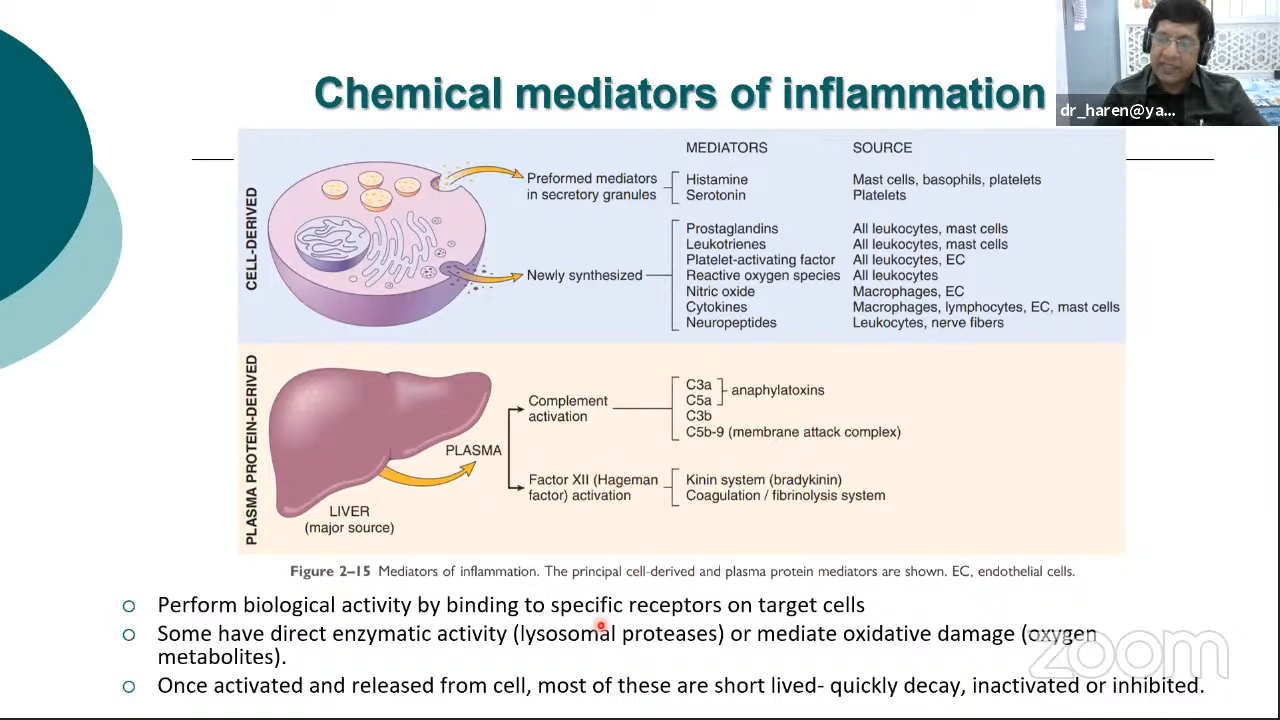 Chemical mediators of inflammation
dr_haren@ya...
MEDIATORS SOURCE
CELL-DERIVED
Preformed mediators
in secretory granules
Histamine Mast cells, basophils, platelets
Serotonin Platelets
Newly synthesized
Prostaglandins All leukocytes, mast cells
Leukotrienes All leukocytes, mast cells
Platelet-activating factor All leukocytes, EC
Reactive oxygen species All leukocytes
Nitric oxide Macrophages, EC
Cytokines Macrophages, lymphocytes, EC, mast cells
Neuropeptides Leukocytes, nerve fibers
PLASMA PROTEIN-DERIVED
LIVER
(major source)
PLASMA
Complement
activation
C3a
C5a
anaphylatoxins
C3b
C5b-9 (membrane attack complex)
Factor XII (Hageman
factor) activation
Kinin system (bradykinin)
Coagulation / fibrinolysis system
Figure 2–15 Mediators of inflammation. The principal cell-derived and plasma protein mediators are shown. EC, endothelial cells.
Perform biological activity by binding to specific receptors on target cells
Some have direct enzymatic activity (lysosomal proteases) or mediate oxidative damage (oxygen
metabolites).
Once activated and released from cell, most of these are short lived- quickly decay, inactivated or inhibited.
zoom